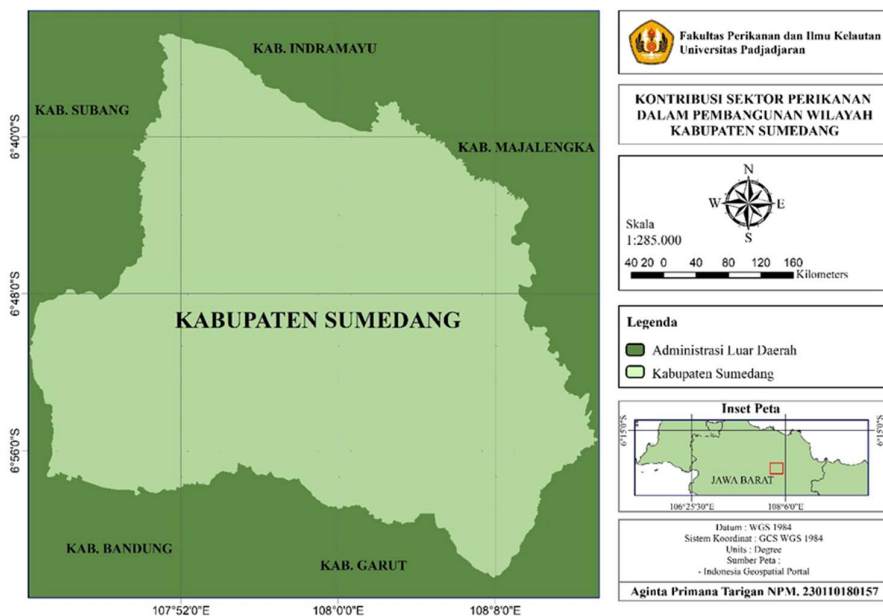 KAB. INDRAMAYU
KAB. SUBANG
KAB. MAJALENGKA
KABUPATEN SUMEDANG
KAB. BANDUNG
KAB. GARUT
6°40'0"S
6°48'0"S
6°56'0"S
107°52'0"E
108°0'0"E
108°8'0"E
Fakultas Perikanan dan Ilmu Kelautan
Universitas Padjadjaran
KONTRIBUSI SEKTOR PERIKANAN
DALAM PEMBANGUNAN WILAYAH
KABUPATEN SUMEDANG
N
W
E
S
Skala
1:285.000
40 20 0 40 80 120 160
Kilometers
Legenda
Administrasi Luar Daerah
Kabupaten Sumedang
Inset Peta
6°15'0"S
6°15'0"S
JAWA BARAT
106°25'30"E
108°6'0"E
Datum : WGS 1984
Sistem Koordinat : GCS WGS 1984
Units : Degree
Sumber Peta :
- Indonesia Geospatial Portal
Aginta Primana Tarigan NPM. 230110180157